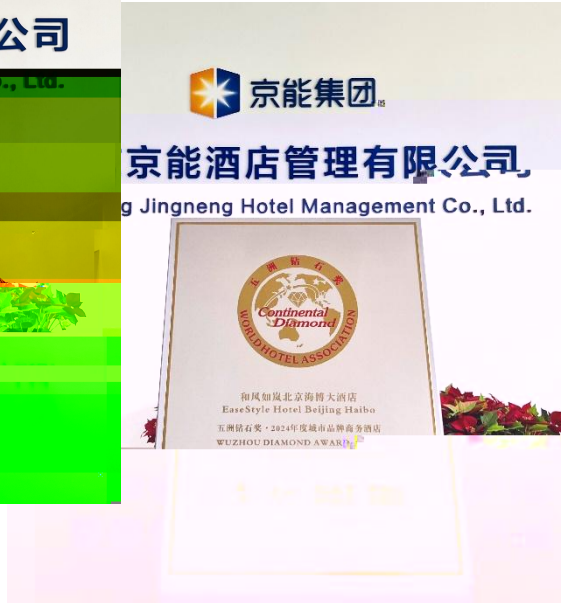 公司
., Ltd.
京能集团
京能酒店管理有限公司
g Jingneng Hotel Management Co., Ltd.
五洲钻石奖
Continental
Diamond
WORLD HOTEL ASSOCIATION
和风如岚北京海博大酒店
EaseStyle Hotel Beijing Haibo
五洲钻石奖·2024年度城市品牌商务酒店
WUZHOU DIAMOND AWARD